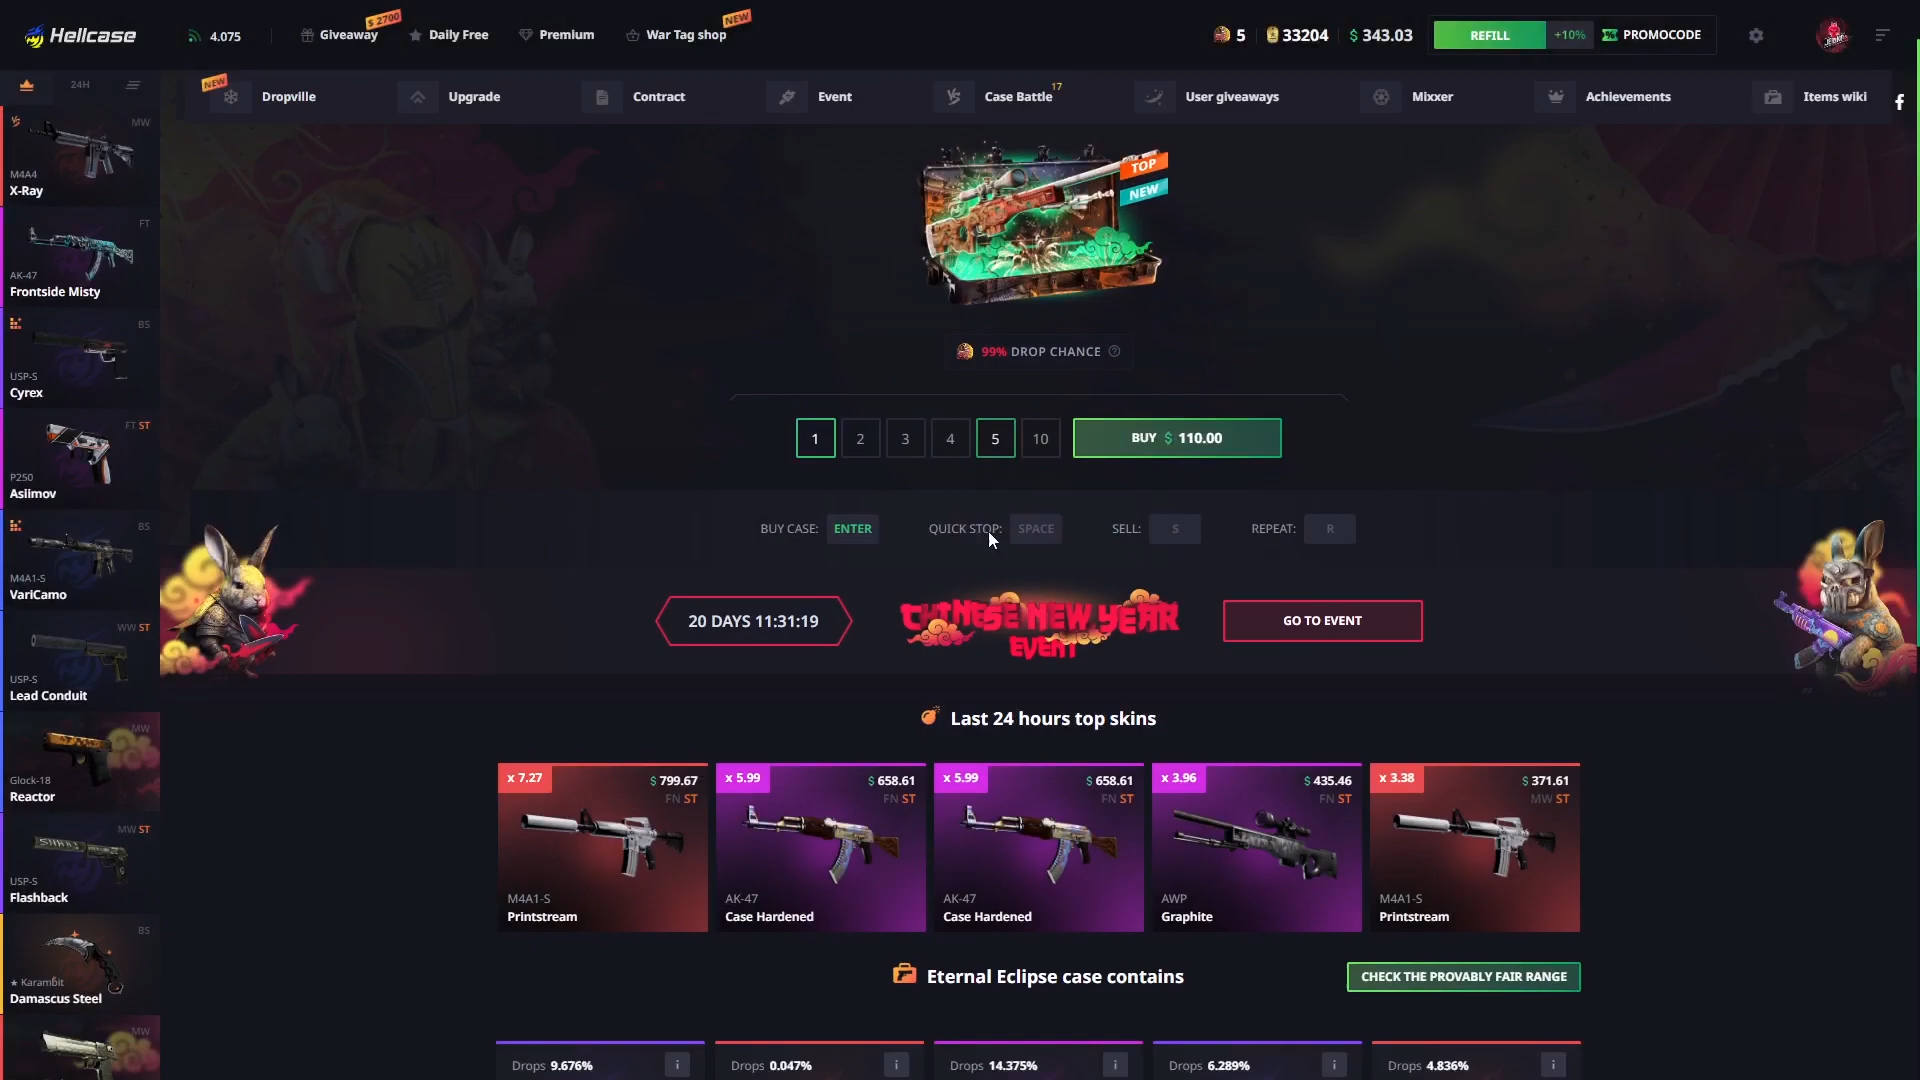 Hellcase
4.075
Giveaway
$ 2700
Daily Free
Premium
War Tag shop
NEW
5
33204
$ 343.03
REFILL
+10%
PROMOCODE
24H
NEW
Dropville
Upgrade
Contract
Event
Case Battle
17
User giveaways
Mixxer
Achievements
Items wiki
MW
M4A4
X-Ray
FT
AK-47
Frontside Misty
BS
USP-S
Cyrex
FT ST
P250
Asiimov
BS
M4A1-S
VariCamo
WW ST
USP-S
Lead Conduit
MW
Glock-18
Reactor
MW ST
USP-S
Flashback
BS
★ Karambit
Damascus Steel
MW
TOP
NEW
99% DROP CHANCE
1
2
3
4
5
10
BUY $ 110.00
BUY CASE: ENTER
QUICK STOP: SPACE
SELL: S
REPEAT: R
20 DAYS 11:31:19
CHINESE NEW YEAR
EVENT
GO TO EVENT
Last 24 hours top skins
x 7.27
$ 799.67
FN ST
M4A1-S
Printstream
x 5.99
$ 658.61
FN ST
AK-47
Case Hardened
x 5.99
$ 658.61
FN ST
AK-47
Case Hardened
x 3.96
$ 435.46
FN ST
AWP
Graphite
x 3.38
$ 371.61
MW ST
M4A1-S
Printstream
Eternal Eclipse case contains
CHECK THE PROVABLY FAIR RANGE
Drops 9.676%
i
Drops 0.047%
i
Drops 14.375%
i
Drops 6.289%
i
Drops 4.836%
i